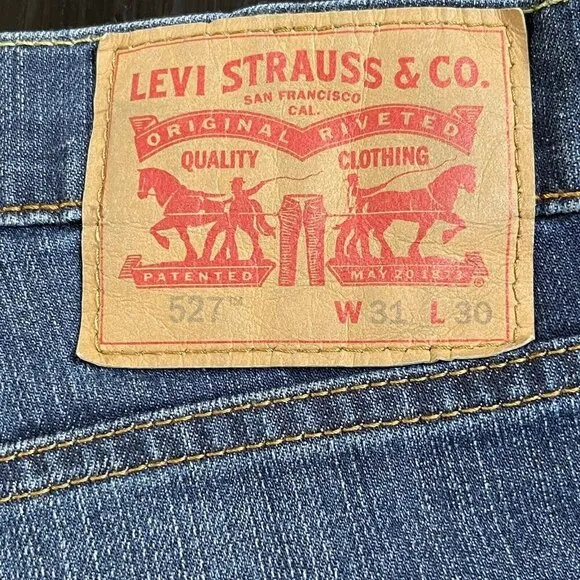 LEVI STRAUSS & CO.
SAN FRANCISCO
CAL.
ORIGINAL RIVETED
QUALITY CLOTHING
PATENTED MAY 20 1873 ®
527™ W 31 L 30